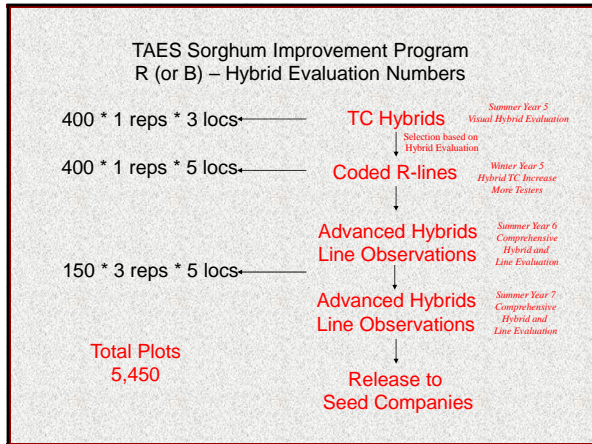 TAES Sorghum Improvement Program
R (or B) – Hybrid Evaluation Numbers
400 * 1 reps * 3 locs
TC Hybrids
Summer Year 5
Visual Hybrid Evaluation
Selection based on
Hybrid Evaluation
400 * 1 reps * 5 locs
Coded R-lines
Winter Year 5
Hybrid TC Increase
More Testers
Advanced Hybrids
Line Observations
Summer Year 6
Comprehensive
Hybrid and
Line Evaluation
150 * 3 reps * 5 locs
Advanced Hybrids
Line Observations
Summer Year 7
Comprehensive
Hybrid and
Line Evaluation
Total Plots
5,450
Release to
Seed Companies